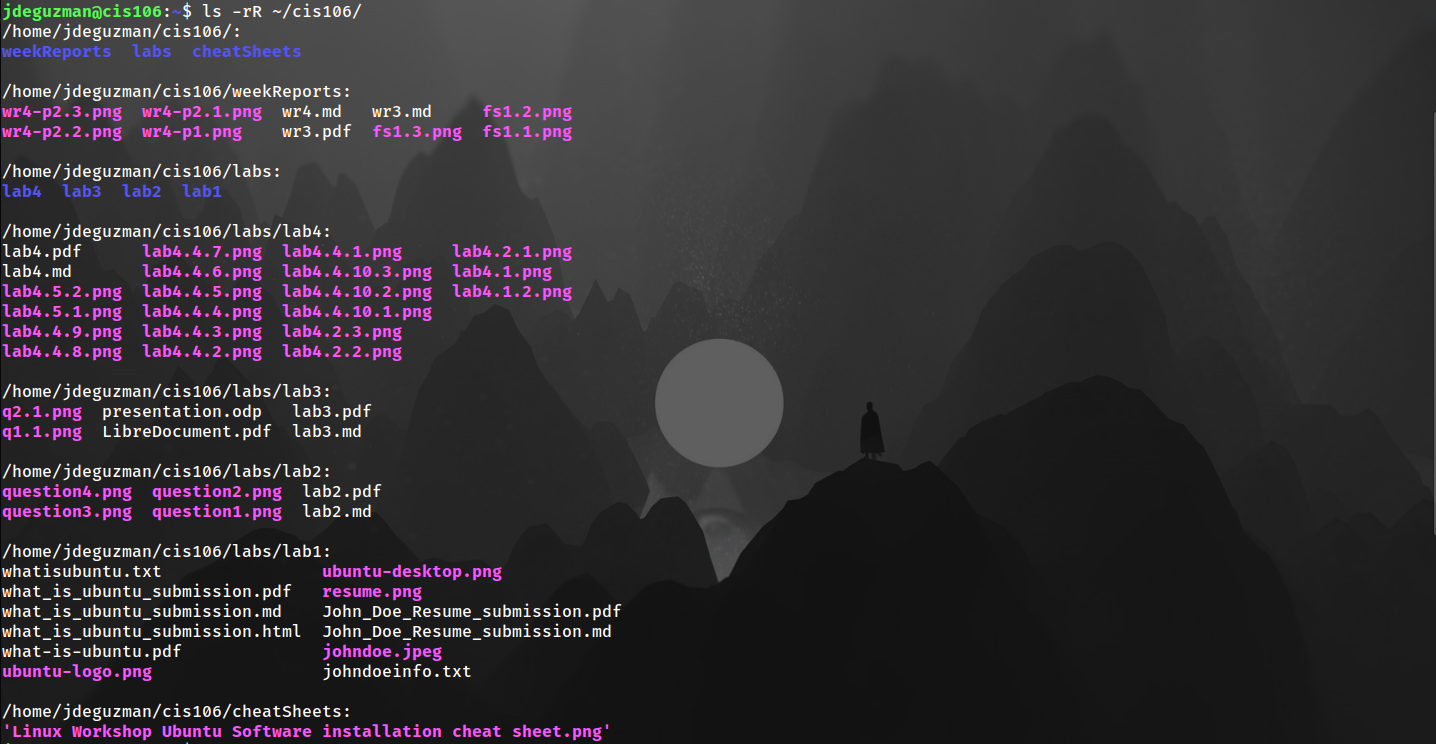 jdeguzman@cis106:~$ ls -rR ~/cis106/
/home/jdeguzman/cis106/:
weekReports  labs  cheatSheets

/home/jdeguzman/cis106/weekReports:
wr4-p2.3.png  wr4-p2.1.png  wr4.md   wr3.md     fs1.2.png
wr4-p2.2.png  wr4-p1.png    wr3.pdf  fs1.3.png  fs1.1.png

/home/jdeguzman/cis106/labs:
lab4  lab3  lab2  lab1

/home/jdeguzman/cis106/labs/lab4:
lab4.pdf      lab4.4.7.png  lab4.4.1.png     lab4.2.1.png
lab4.md       lab4.4.6.png  lab4.4.10.3.png  lab4.1.png
lab4.5.2.png  lab4.4.5.png  lab4.4.10.2.png  lab4.1.2.png
lab4.5.1.png  lab4.4.4.png  lab4.4.10.1.png
lab4.4.9.png  lab4.4.3.png  lab4.2.3.png
lab4.4.8.png  lab4.4.2.png  lab4.2.2.png

/home/jdeguzman/cis106/labs/lab3:
q2.1.png  presentation.odp   lab3.pdf
q1.1.png  LibreDocument.pdf  lab3.md

/home/jdeguzman/cis106/labs/lab2:
question4.png  question2.png  lab2.pdf
question3.png  question1.png  lab2.md

/home/jdeguzman/cis106/labs/lab1:
whatisubuntu.txt                ubuntu-desktop.png
what_is_ubuntu_submission.pdf   resume.png
what_is_ubuntu_submission.md    John_Doe_Resume_submission.pdf
what_is_ubuntu_submission.html  John_Doe_Resume_submission.md
what-is-ubuntu.pdf              johndoe.jpeg
ubuntu-logo.png                 johndoeinfo.txt

/home/jdeguzman/cis106/cheatSheets:
'Linux Workshop Ubuntu Software installation cheat sheet.png'